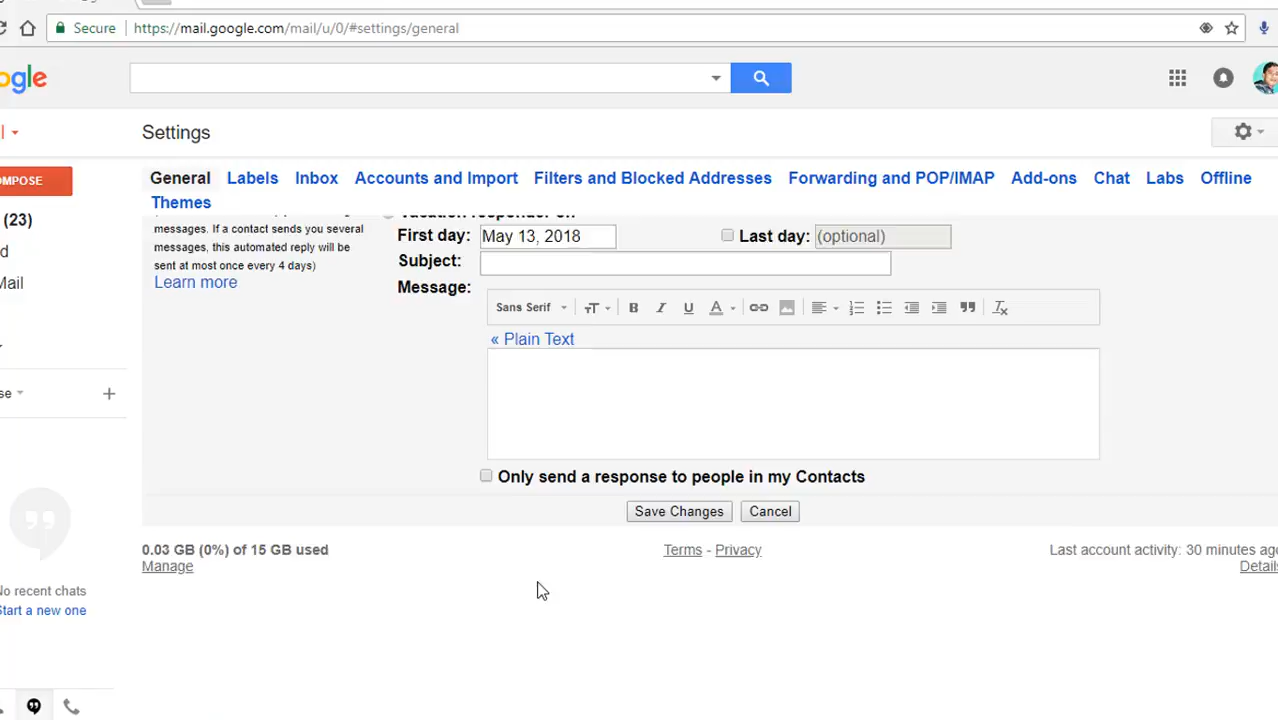 Secure https://mail.google.com/mail/u/0/#settings/general
ogle
Settings
OMPOSE
General Labels Inbox Accounts and Import Filters and Blocked Addresses Forwarding and POP/IMAP Add-ons Chat Labs Offline
Themes
(23)
d
Mail
se
Vacation responder on
messages. If a contact sends you several
messages, this automated reply will be
sent at most once every 4 days)
Learn more
First day: May 13, 2018 Last day: (optional)
Subject:
Message:
Sans Serif
« Plain Text
Only send a response to people in my Contacts
Save Changes Cancel
0.03 GB (0%) of 15 GB used
Manage
Terms - Privacy
Last account activity: 30 minutes ago
Details
No recent chats
Start a new one